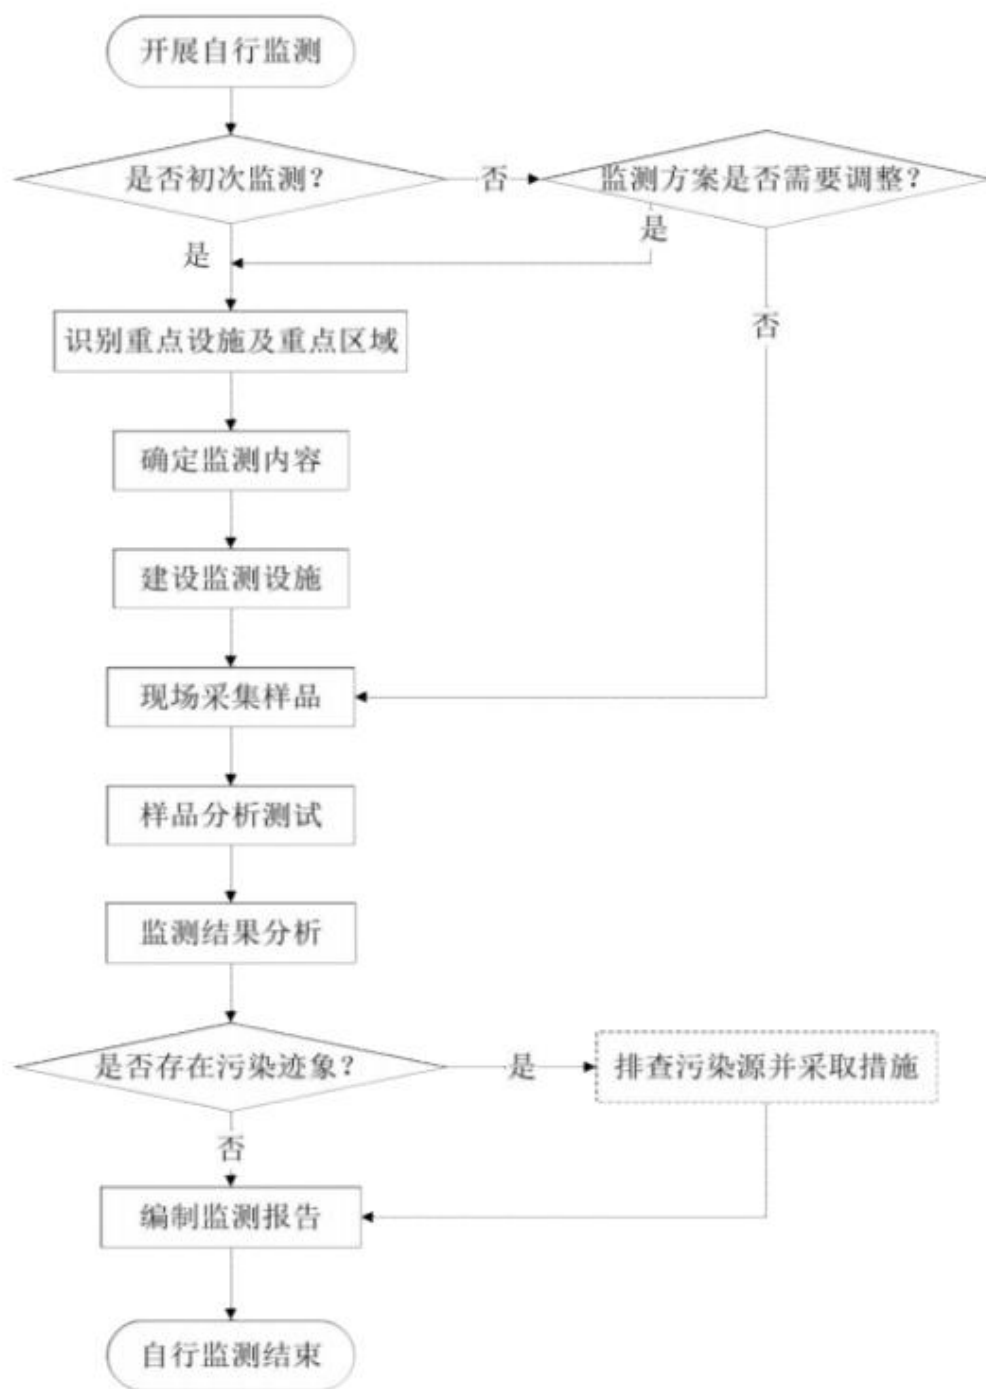 开展自行监测
是否初次监测?
否
监测方案是否需要调整?
是
是
识别重点设施及重点区域
否
确定监测内容
建设监测设施
现场采集样品
样品分析测试
监测结果分析
是否存在污染迹象?
是
排查污染源并采取措施
否
编制监测报告
自行监测结束